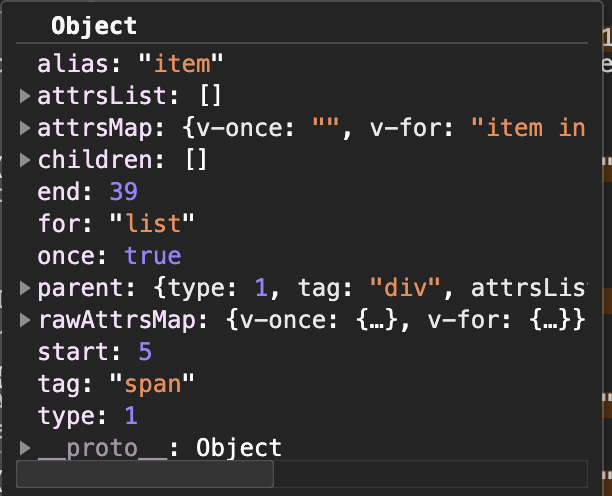 Object
alias: "item"
attrsList: []
attrsMap: {v-once: "", v-for: "item in
children: []
end: 39
for: "list"
once: true
parent: {type: 1, tag: "div", attrsLis
rawAttrsMap: {v-once: {…}, v-for: {…}}
start: 5
tag: "span"
type: 1
__proto__: Object